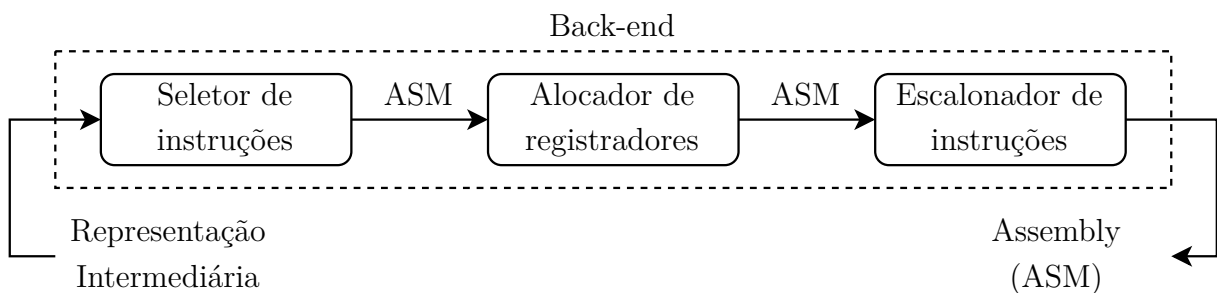 Back-end
Seletor de
instruções
ASM
Alocador de
registradores
ASM
Escalonador de
instruções
Representação
Intermediária
Assembly
(ASM)